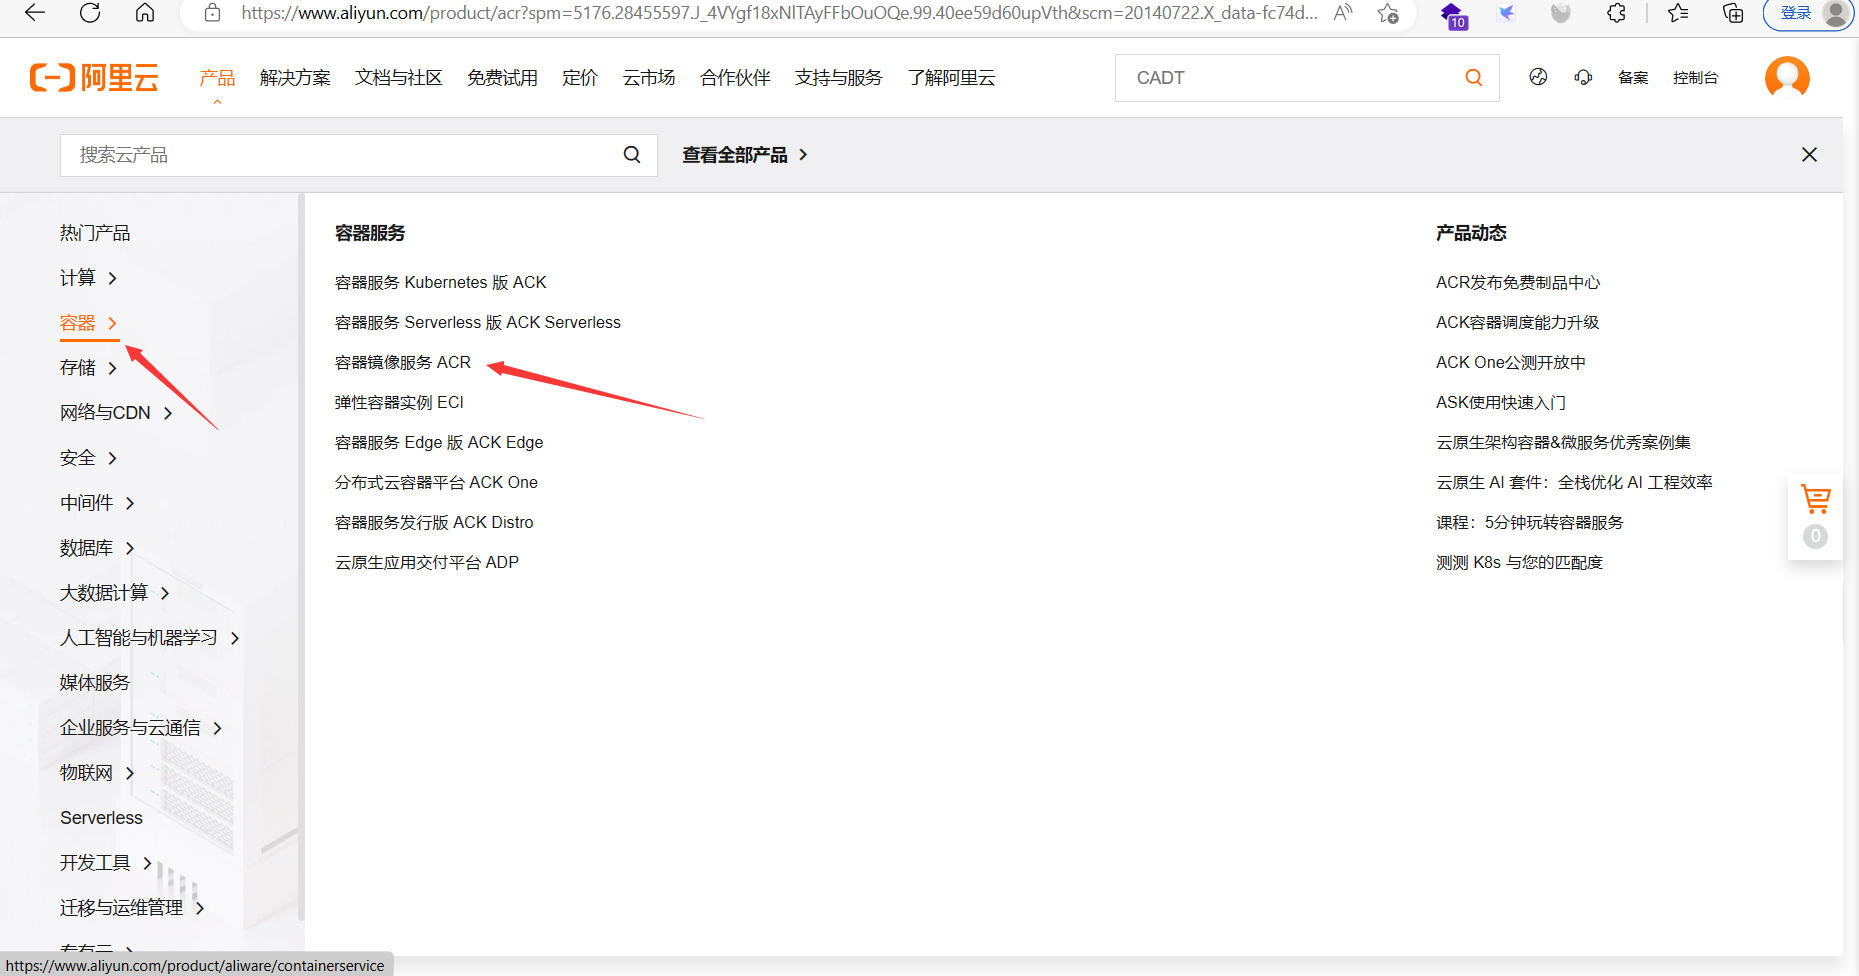 https://www.aliyun.com/product/acr?spm=5176.28455597.J_4VYgf18xNlTAyFFbOuOQe.99.40ee59d60upVth&scm=20140722.X_data-fc74d...
10
登录
阿里云
产品
解决方案
文档与社区
免费试用
定价
云市场
合作伙伴
支持与服务
了解阿里云
CADT
备案
控制台
搜索云产品
查看全部产品
热门产品
计算
容器
存储
网络与CDN
安全
中间件
数据库
大数据计算
人工智能与机器学习
媒体服务
企业服务与云通信
物联网
Serverless
开发工具
迁移与运维管理
容器服务
容器服务 Kubernetes 版 ACK
容器服务 Serverless 版 ACK Serverless
容器镜像服务 ACR
弹性容器实例 ECI
容器服务 Edge 版 ACK Edge
分布式云容器平台 ACK One
容器服务发行版 ACK Distro
云原生应用交付平台 ADP
产品动态
ACR发布免费制品中心
ACK容器调度能力升级
ACK One公测开放中
ASK使用快速入门
云原生架构容器&微服务优秀案例集
云原生 AI 套件：全栈优化 AI 工程效率
课程：5分钟玩转容器服务
测测 K8s 与您的匹配度
0
https://www.aliyun.com/product/aliware/containerservice